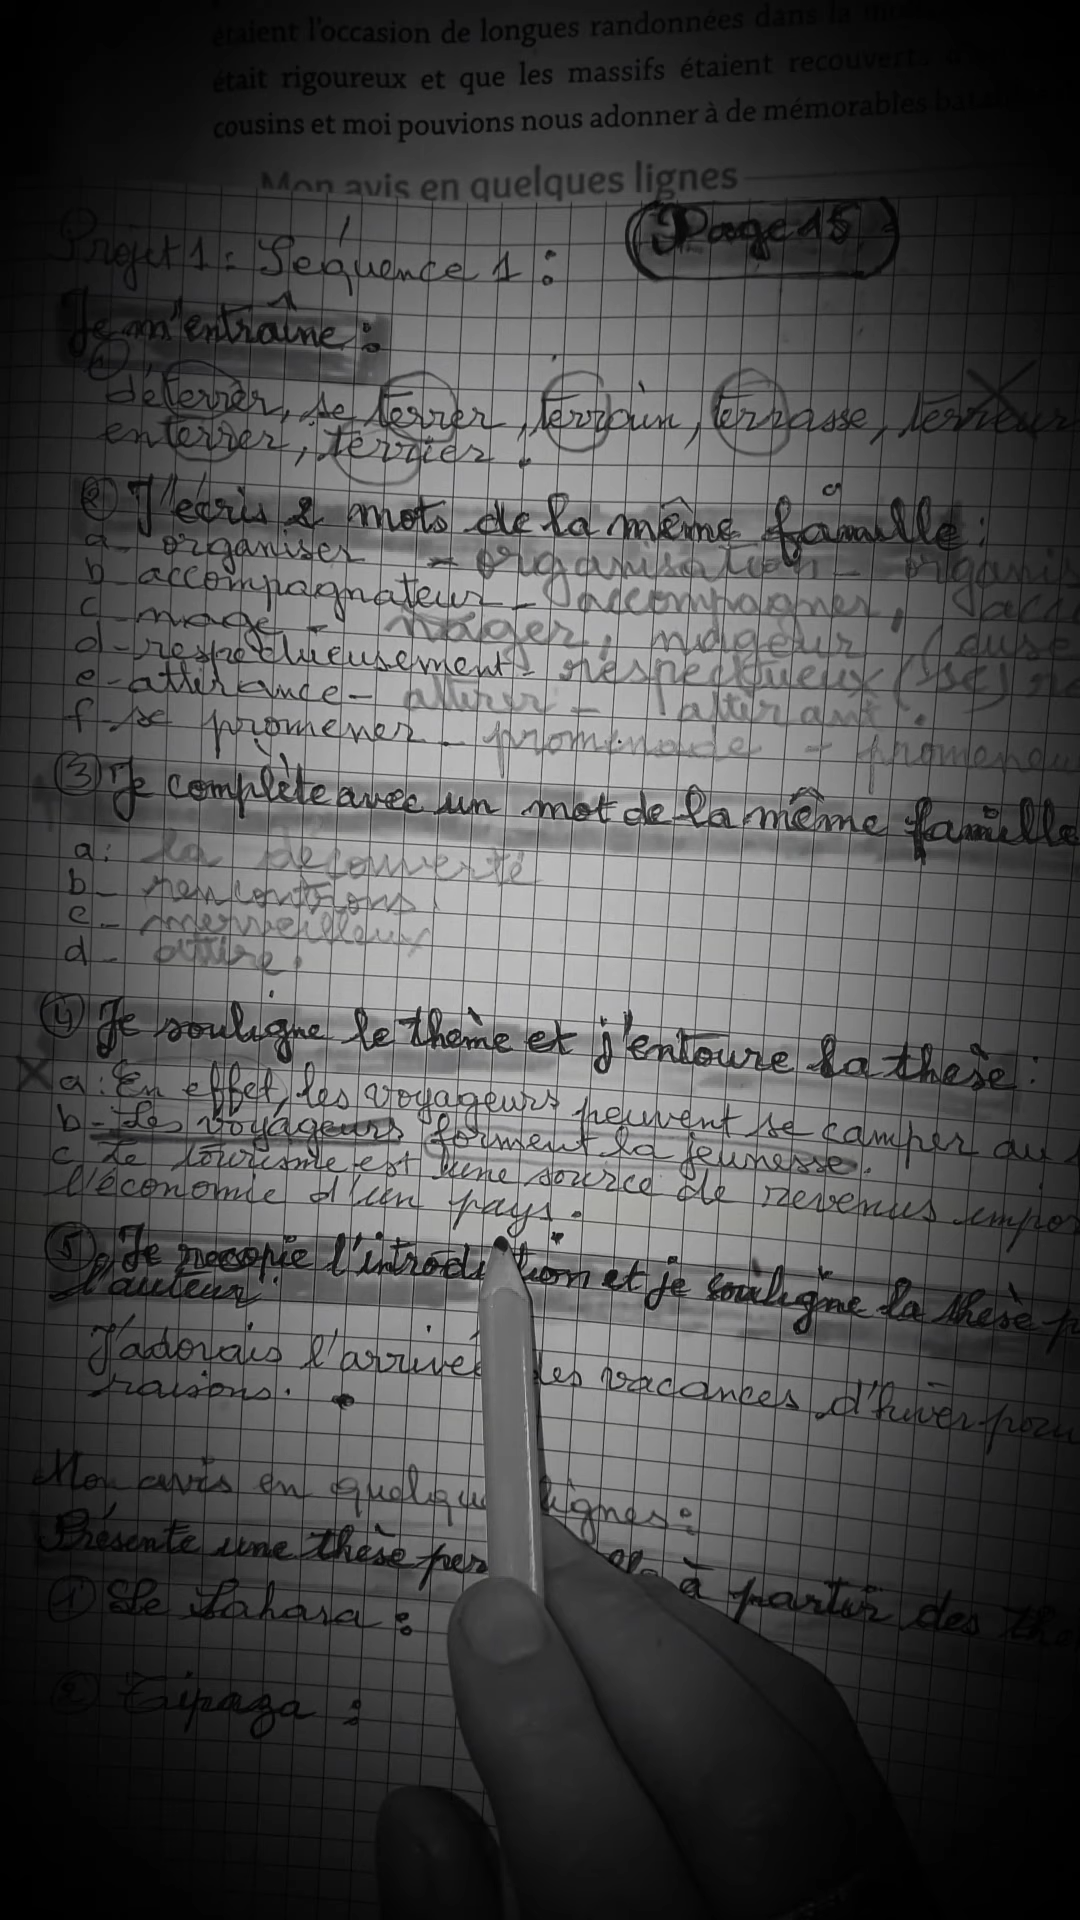 étaient l'occasion de longues randonnées dans la
était rigoureux et que les massifs étaient recouverts
cousins et moi pouvions nous adonner à de mémorables
Mon avis en quelques lignes
Page 15
Projet 1 : Séquence 1 :
Je m'entraîne :
déterrer, se terrer, terrain, terrasse, terreur
enterrer, terrier.
② J'écris 2 mots de la même famille :
a- organiser - organisation - organis
b- accompagnateur - accompagner, acc
c- nage - nager, nageur (euse
d- respectueusement - respectueux (se)
e- attirance - attirer - attirant.
f- se promener - promenade - promeneu
③ Je complète avec un mot de la même famille
a: la découverte
b- rencontrons
c- merveilleux
d- attire.
④ Je souligne le thème et j'entoure la thèse :
a: En effet, les voyageurs peuvent se camper au
b- Les voyageurs forment la jeunesse.
c- Le tourisme est une source de revenus impo
l'économie d'un pays.
⑤ Je recopie l'introduction et je souligne la thèse p
l'auteur
J'adorais l'arrivée des vacances d'hiver pour
raisons.
Mon avis en quelques lignes :
Présente une thèse per à partir des
① Le Sahara :
② Tipaza :